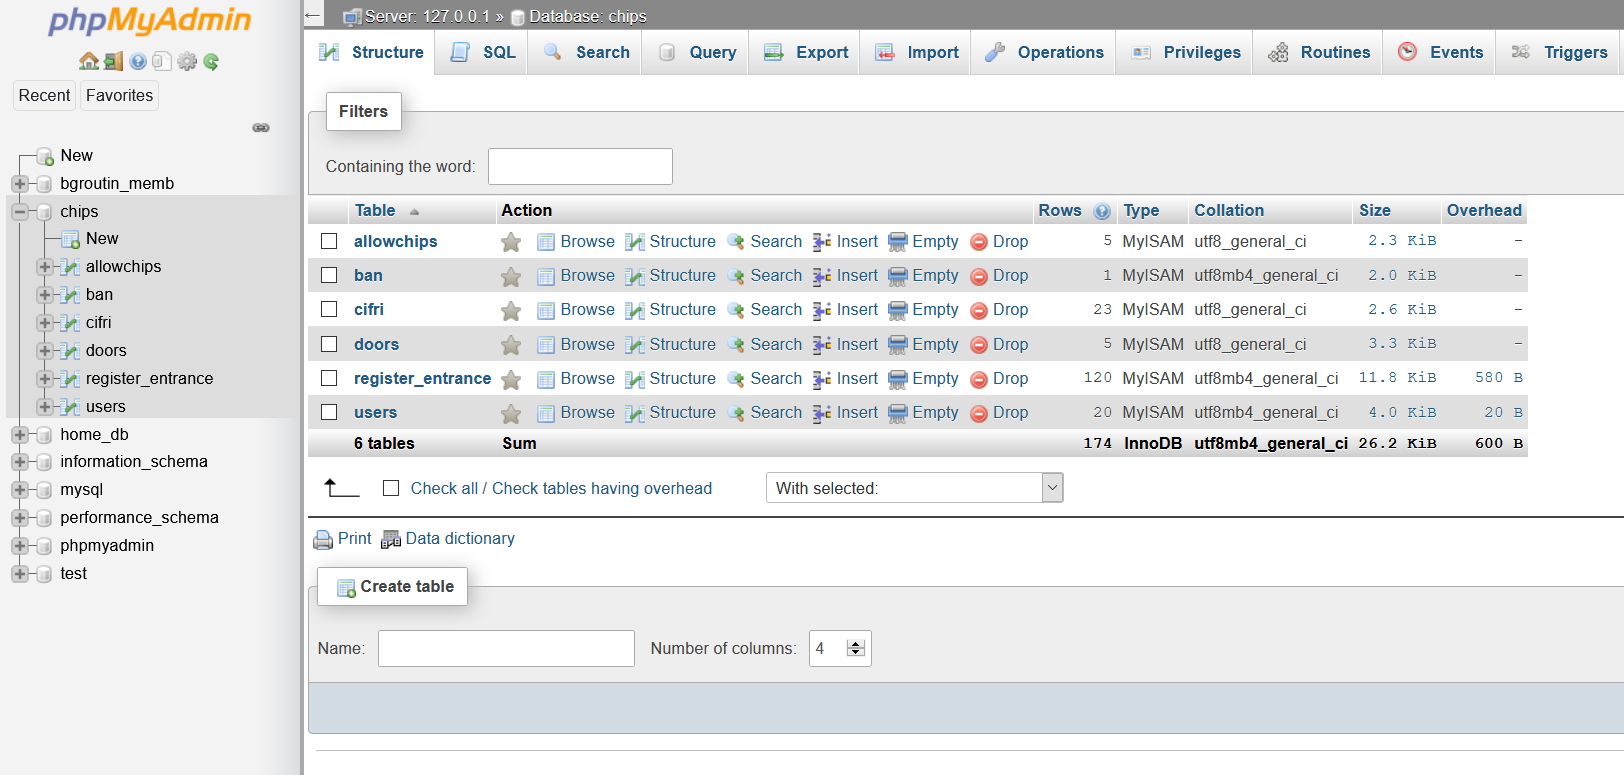 phpMyAdmin
Recent Favorites
New
bgroutin_memb
chips
New
allowchips
ban
cifri
doors
register_entrance
users
home_db
information_schema
mysql
performance_schema
phpmyadmin
test
← Server: 127.0.0.1 » Database: chips
Structure SQL Search Query Export Import Operations Privileges Routines Events Triggers
Filters
Containing the word:
Table Action Rows Type Collation Size Overhead
allowchips Browse Structure Search Insert Empty Drop 5 MyISAM utf8_general_ci 2.3 KiB -
ban Browse Structure Search Insert Empty Drop 1 MyISAM utf8mb4_general_ci 2.0 KiB -
cifri Browse Structure Search Insert Empty Drop 23 MyISAM utf8_general_ci 2.6 KiB -
doors Browse Structure Search Insert Empty Drop 5 MyISAM utf8_general_ci 3.3 KiB -
register_entrance Browse Structure Search Insert Empty Drop 120 MyISAM utf8mb4_general_ci 11.8 KiB 580 B
users Browse Structure Search Insert Empty Drop 20 MyISAM utf8mb4_general_ci 4.0 KiB 20 B
6 tables Sum 174 InnoDB utf8mb4_general_ci 26.2 KiB 600 B
Check all / Check tables having overhead With selected:
Print Data dictionary
Create table
Name: Number of columns: 4